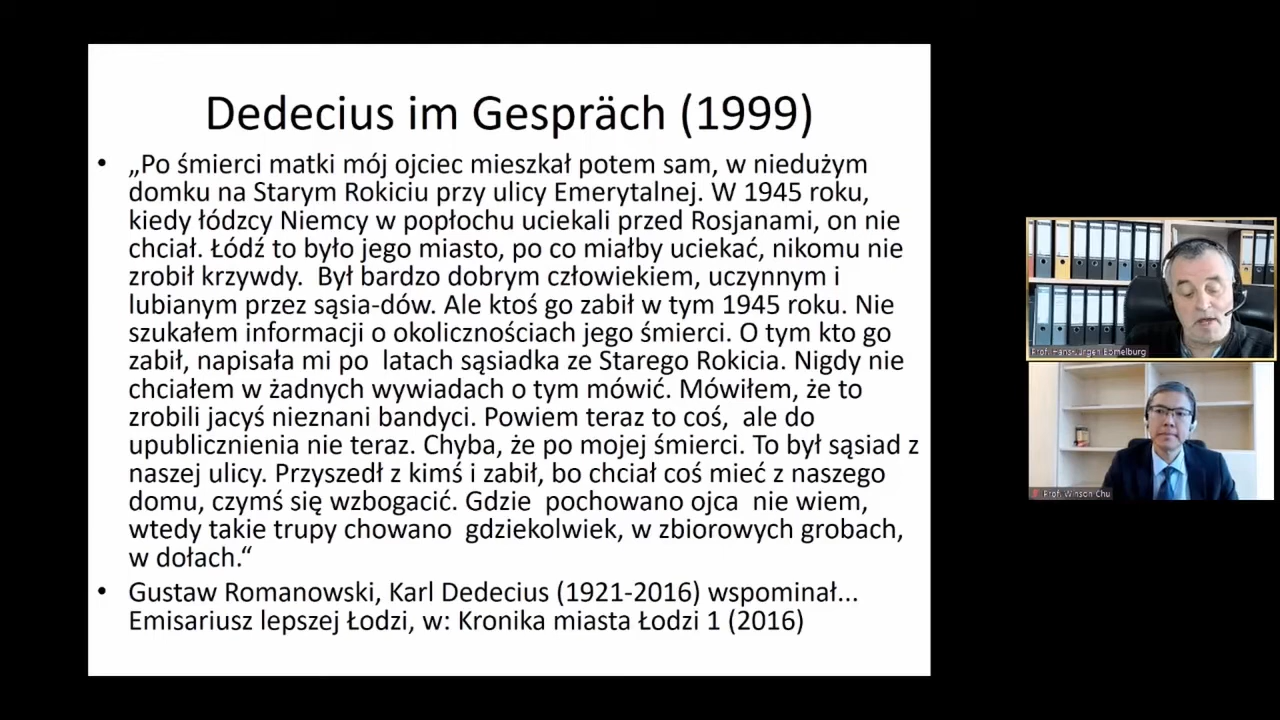 Dedecius im Gespräch (1999)
• „Po śmierci matki mój ojciec mieszkał potem sam, w niedużym
domku na Starym Rokiciu przy ulicy Emerytalnej. W 1945 roku,
kiedy łódzcy Niemcy w popłochu uciekali przed Rosjanami, on nie
chciał. Łódź to było jego miasto, po co miałby uciekać, nikomu nie
zrobił krzywdy.  Był bardzo dobrym człowiekiem, uczynnym i
lubianym przez sąsia-dów. Ale ktoś go zabił w tym 1945 roku. Nie
szukałem informacji o okolicznościach jego śmierci. O tym kto go
zabił, napisała mi po  latach sąsiadka ze Starego Rokicia. Nigdy nie
chciałem w żadnych wywiadach o tym mówić. Mówiłem, że to
zrobili jacyś nieznani bandyci. Powiem teraz to coś,  ale do
upublicznienia nie teraz. Chyba, że po mojej śmierci. To był sąsiad z
naszej ulicy. Przyszedł z kimś i zabił, bo chciał coś mieć z naszego
domu, czymś się wzbogacić. Gdzie  pochowano ojca  nie wiem,
wtedy takie trupy chowano  gdziekolwiek, w zbiorowych grobach,
w dołach.“
• Gustaw Romanowski, Karl Dedecius (1921-2016) wspominał...
Emisariusz lepszej Łodzi, w: Kronika miasta Łodzi 1 (2016)
Prof. Hans-Jürgen Bömelburg
Prof. Winson Chu